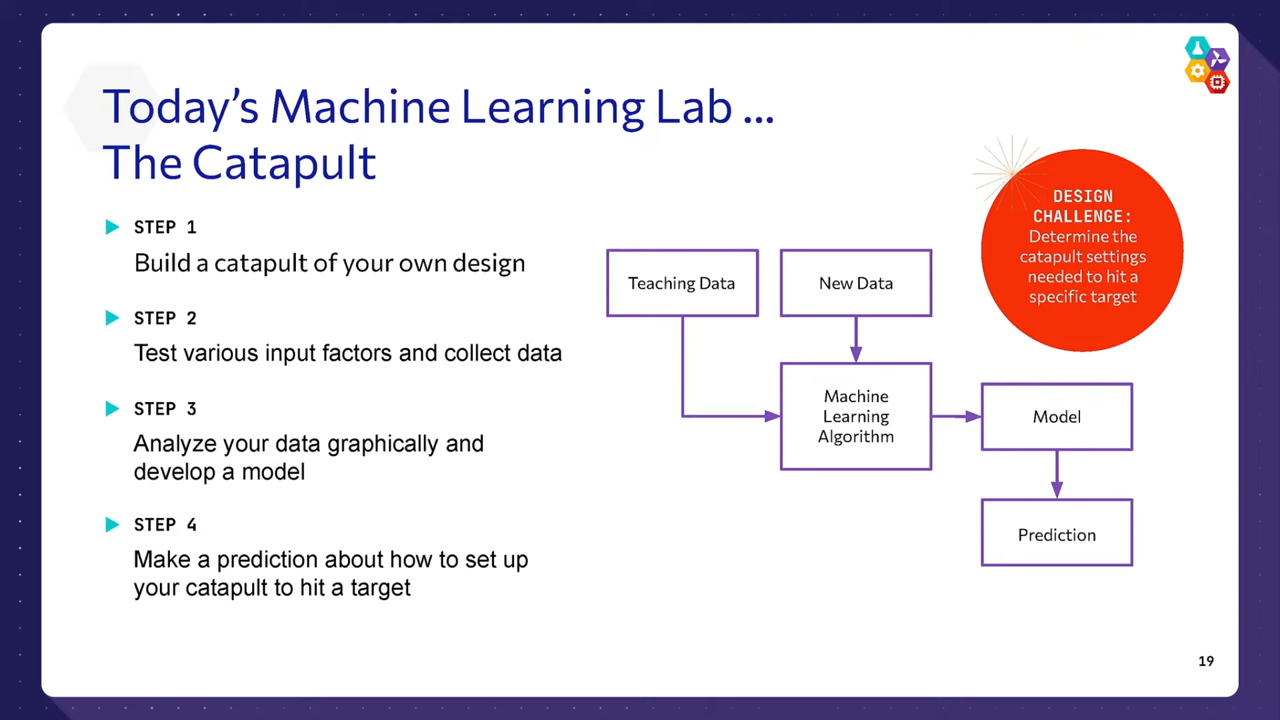 Today’s Machine Learning Lab ...
The Catapult
STEP 1
Build a catapult of your own design
STEP 2
Test various input factors and collect data
STEP 3
Analyze your data graphically and
develop a model
STEP 4
Make a prediction about how to set up
your catapult to hit a target
Teaching Data
New Data
Machine
Learning
Algorithm
Model
Prediction
DESIGN
CHALLENGE:
Determine the
catapult settings
needed to hit a
specific target
19